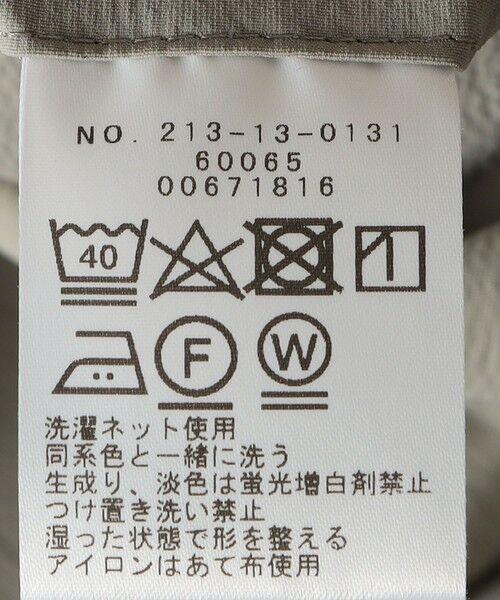 NO. 213-13-0131
60065
00671816
40
F W
洗濯ネット使用
同系色と一緒に洗う
生成り、淡色は蛍光増白剤禁止
つけ置き洗い禁止
湿った状態で形を整える
アイロンはあて布使用